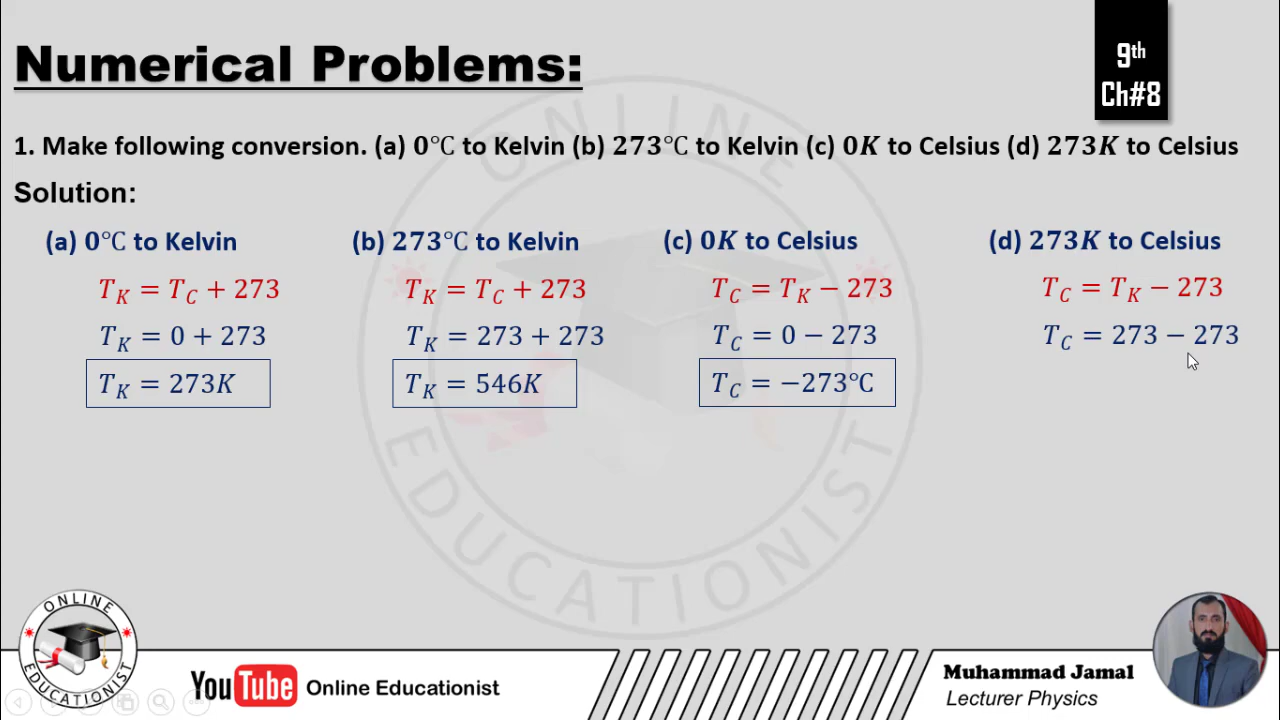 Numerical Problems:
9th
Ch#8
1. Make following conversion. (a) 0℃ to Kelvin (b) 273℃ to Kelvin (c) 0K to Celsius (d) 273K to Celsius
Solution:
(a) 0℃ to Kelvin
T_K = T_C + 273
T_K = 0 + 273
T_K = 273K
(b) 273℃ to Kelvin
T_K = T_C + 273
T_K = 273 + 273
T_K = 546K
(c) 0K to Celsius
T_C = T_K − 273
T_C = 0 − 273
T_C = −273℃
(d) 273K to Celsius
T_C = T_K − 273
T_C = 273 − 273
ONLINE
EDUCATIONIST
ONLINE
EDUCATIONIST
YouTube
Online Educationist
Muhammad Jamal
Lecturer Physics